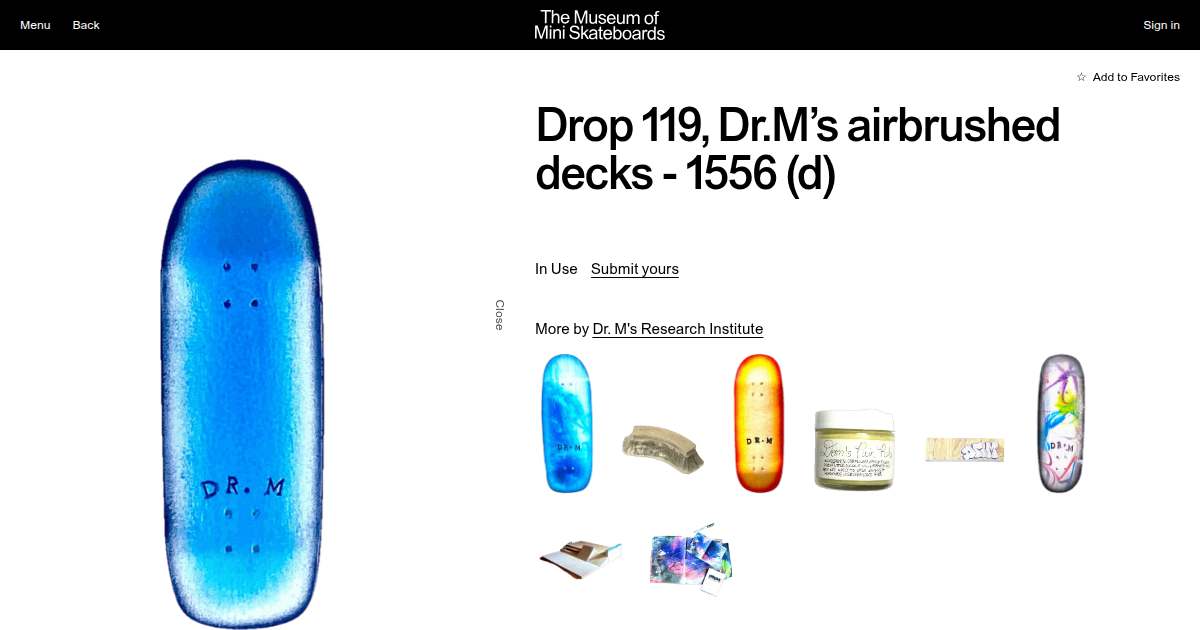 Menu
Back
The Museum of
Mini Skateboards
Sign in
☆ Add to Favorites
Drop 119, Dr.M’s airbrushed
decks - 1556 (d)
DR. M
Close
In Use
Submit yours
More by Dr. M's Research Institute
DR.M
DR.M
DR.M